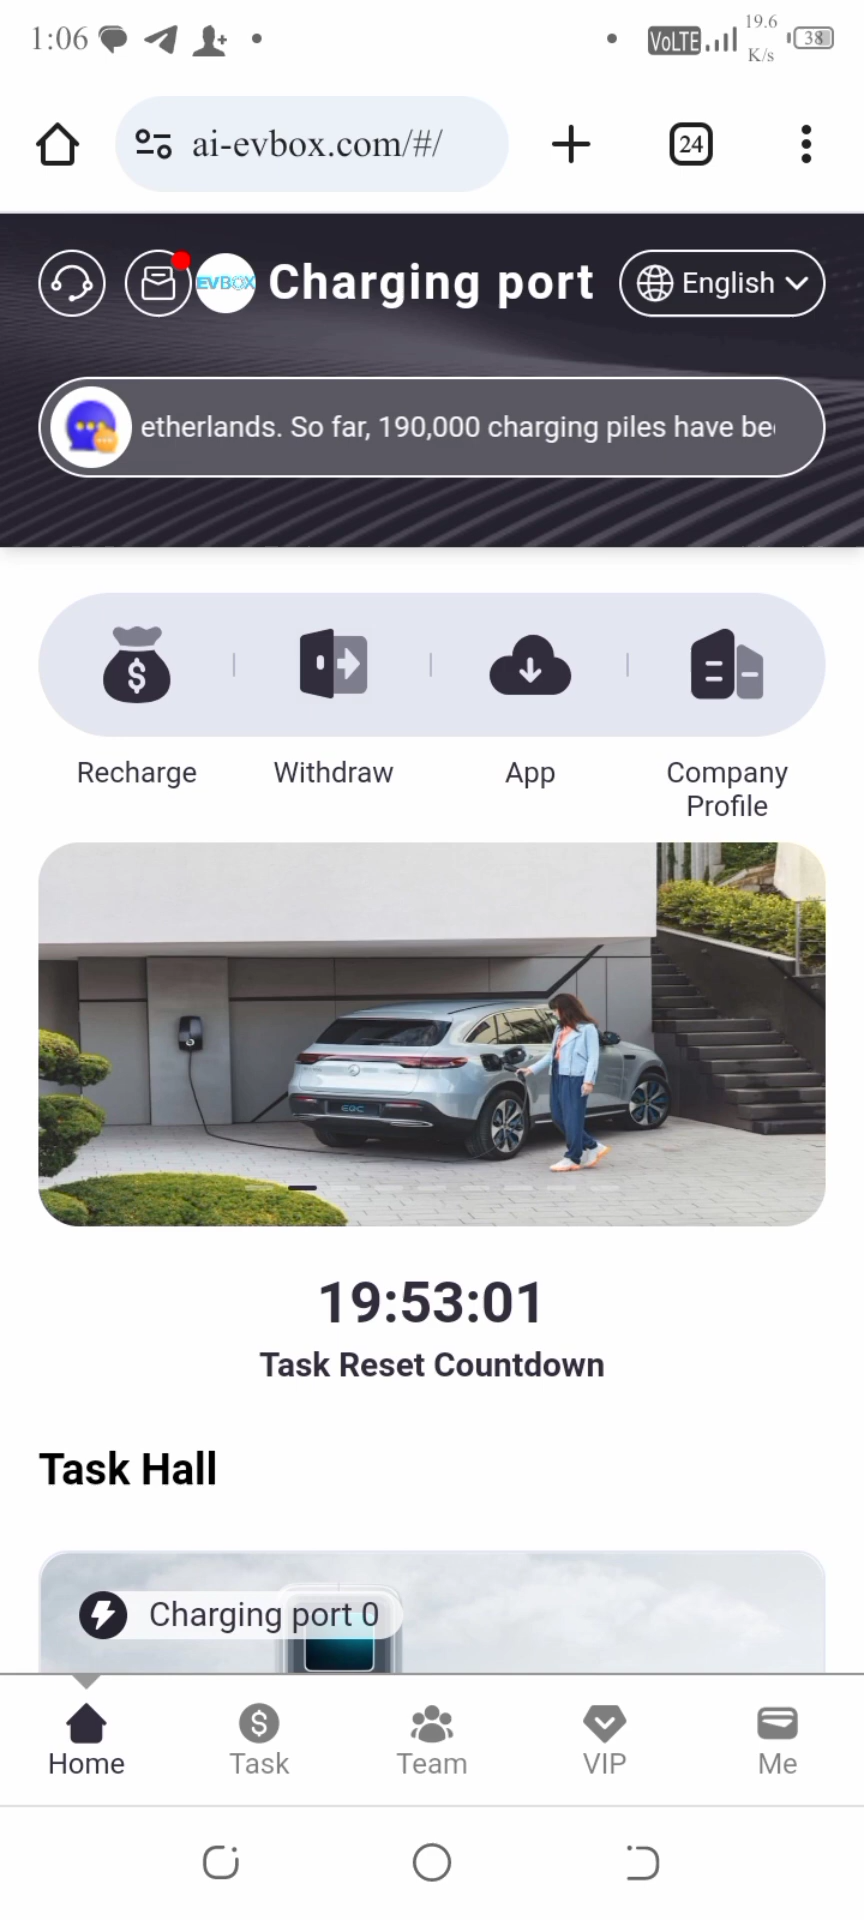 1:06
VoLTE
19.6
K/s
38
ai-evbox.com/#/
24
EVBOX
Charging port
English
etherlands. So far, 190,000 charging piles have be
Recharge
Withdraw
App
Company
Profile
EQC
19:53:01
Task Reset Countdown
Task Hall
Charging port 0
Home
Task
Team
VIP
Me